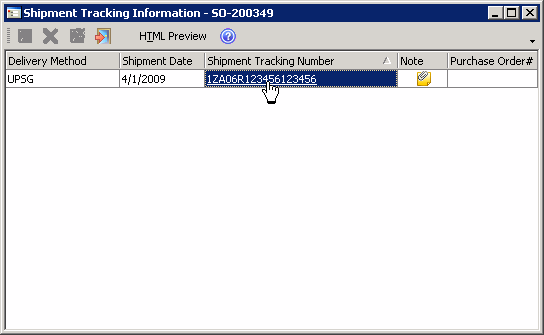 Shipment Tracking Information - SO-200349
HTML Preview
Delivery Method Shipment Date Shipment Tracking Number Note Purchase Order#
UPSG 4/1/2009 1ZA06R123456123456